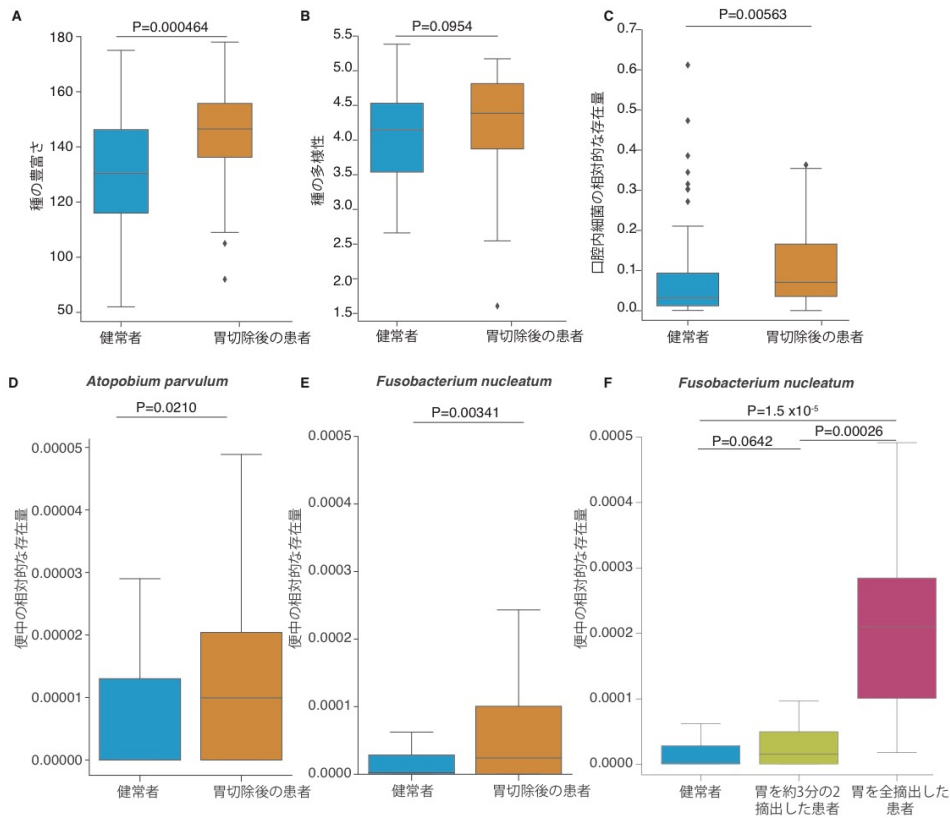 A
P=0.000464
種の豊富さ
180
160
140
120
100
50
健常者 胃切除後の患者
B
P=0.0954
種の多様性
5.5
5.0
4.5
4.0
3.5
3.0
2.5
2.0
1.5
健常者 胃切除後の患者
C
P=0.00563
口腔内細菌の相対的な存在量
0.7
0.6
0.5
0.4
0.3
0.2
0.1
0.0
健常者 胃切除後の患者
D Atopobium parvulum
P=0.0210
便中の相対的な存在量
0.00005
0.00004
0.00003
0.00002
0.00001
0.00000
健常者 胃切除後の患者
E Fusobacterium nucleatum
P=0.00341
便中の相対的な存在量
0.0005
0.0004
0.0003
0.0002
0.0001
0.0000
健常者 胃切除後の患者
F Fusobacterium nucleatum
P=1.5 x10-5
P=0.0642 P=0.00026
便中の相対的な存在量
0.0005
0.0004
0.0003
0.0002
0.0001
0.0000
健常者 胃を約3分の2 胃を全摘出した
摘出した患者 患者